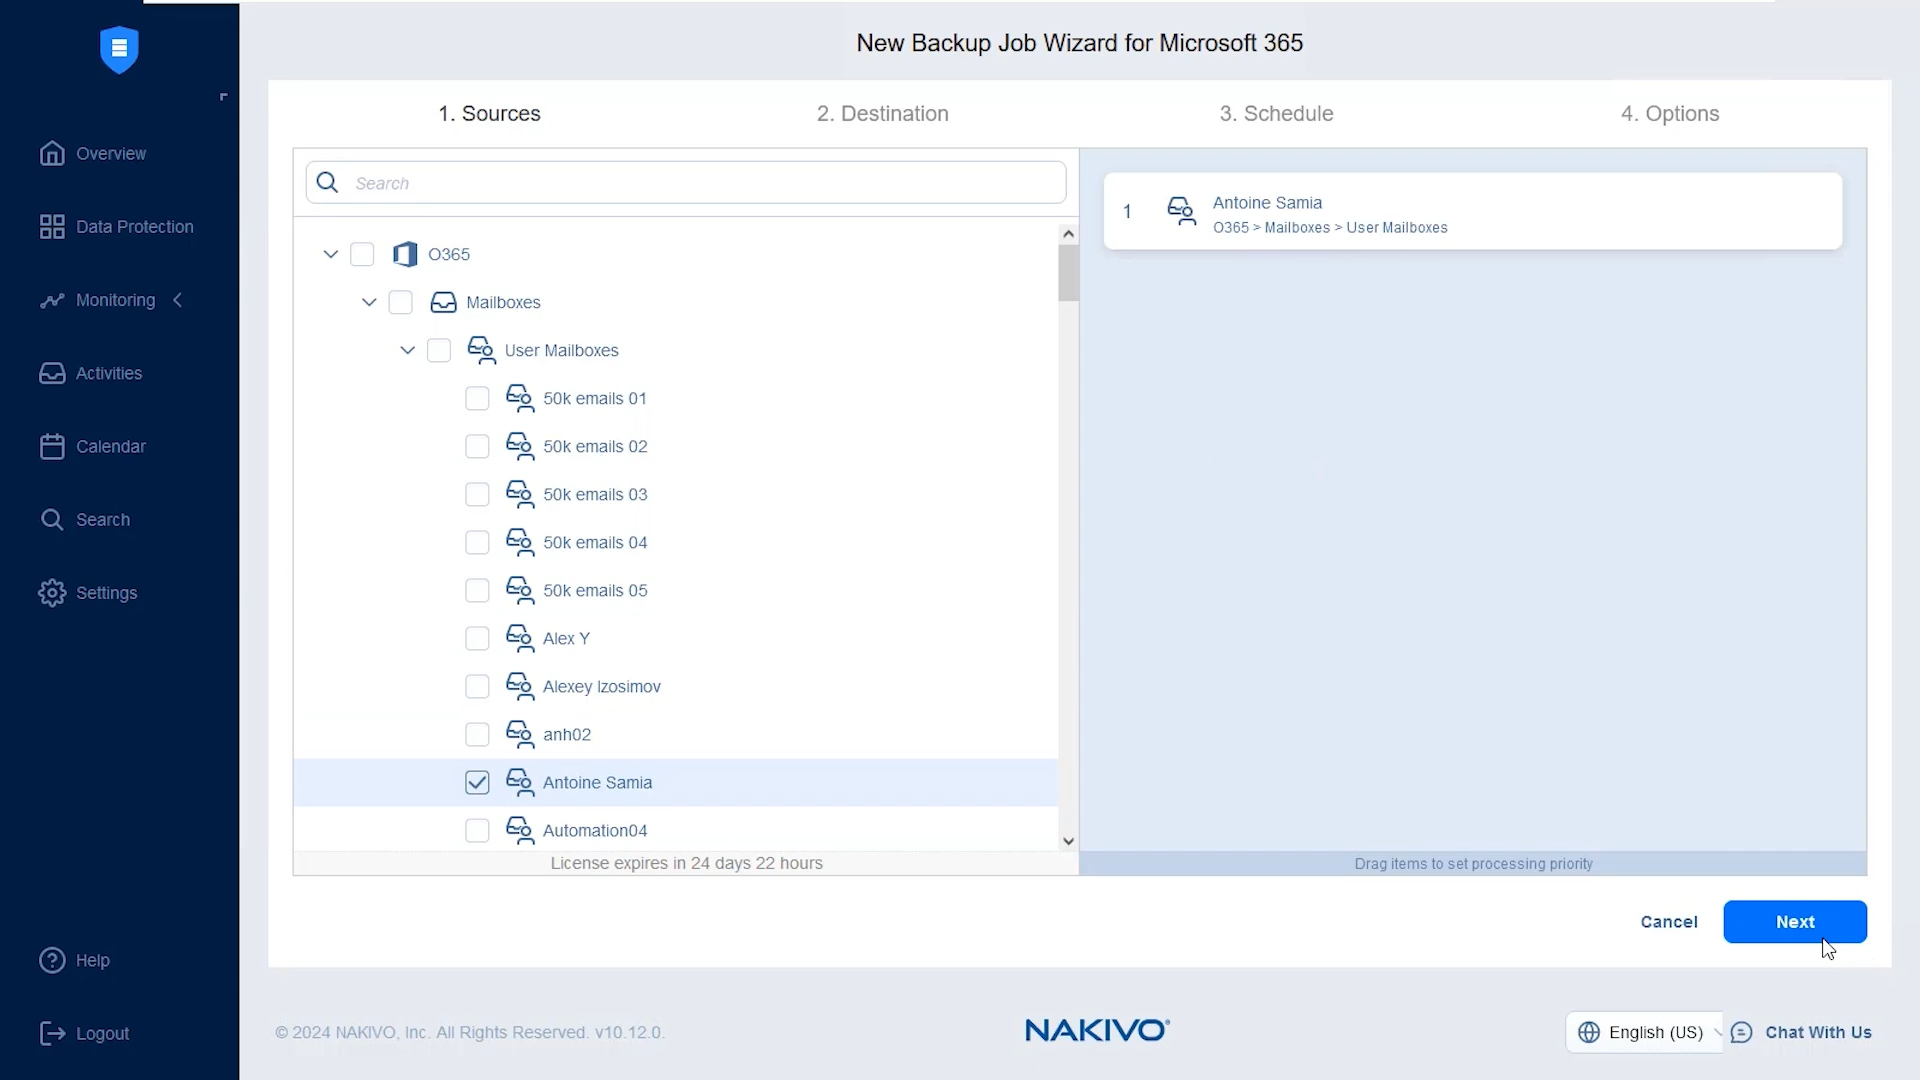 New Backup Job Wizard for Microsoft 365
1. Sources
2. Destination
3. Schedule
4. Options
Overview
Data Protection
Monitoring
Activities
Calendar
Search
Settings
Help
Logout
Search
O365
Mailboxes
User Mailboxes
50k emails 01
50k emails 02
50k emails 03
50k emails 04
50k emails 05
Alex Y
Alexey Izosimov
anh02
Antoine Samia
Automation04
License expires in 24 days 22 hours
1
Antoine Samia
O365 > Mailboxes > User Mailboxes
Drag items to set processing priority
Cancel
Next
© 2024 NAKIVO, Inc. All Rights Reserved. v10.12.0.
NAKIVO®
English (US)
Chat With Us